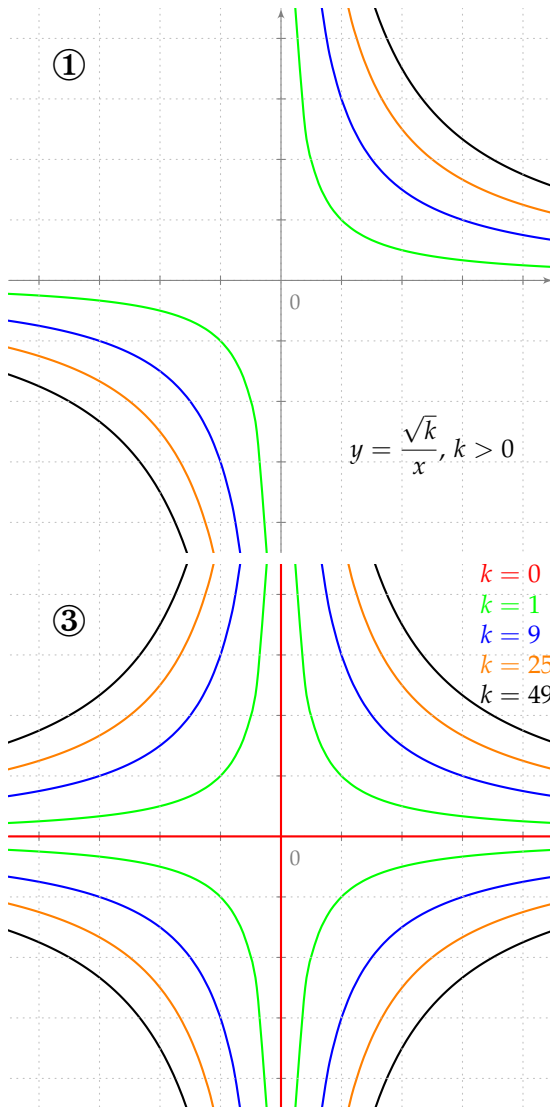 ①
0
y = √k/x, k > 0
③
k = 0
k = 1
k = 9
k = 25
k = 49
0